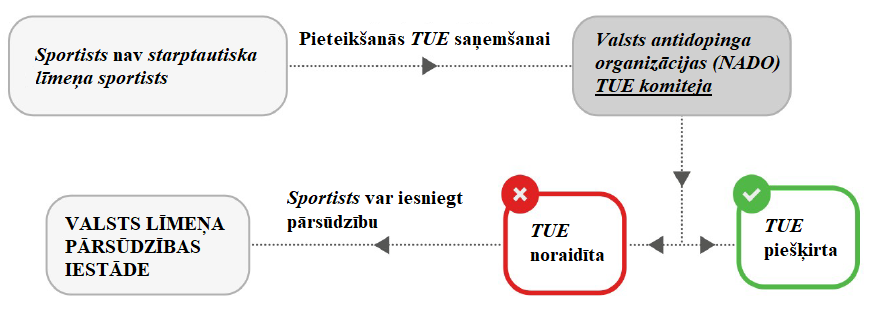 Sportists nav starptautiska
līmeņa sportists
Pieteikšanās TUE saņemšanai
Valsts antidopinga
organizācijas (NADO)
TUE komiteja
VALSTS LĪMEŅA
PĀRSŪDZĪBAS
IESTĀDE
Sportists var iesniegt
pārsūdzību
TUE
noraidīta
TUE
piešķirta